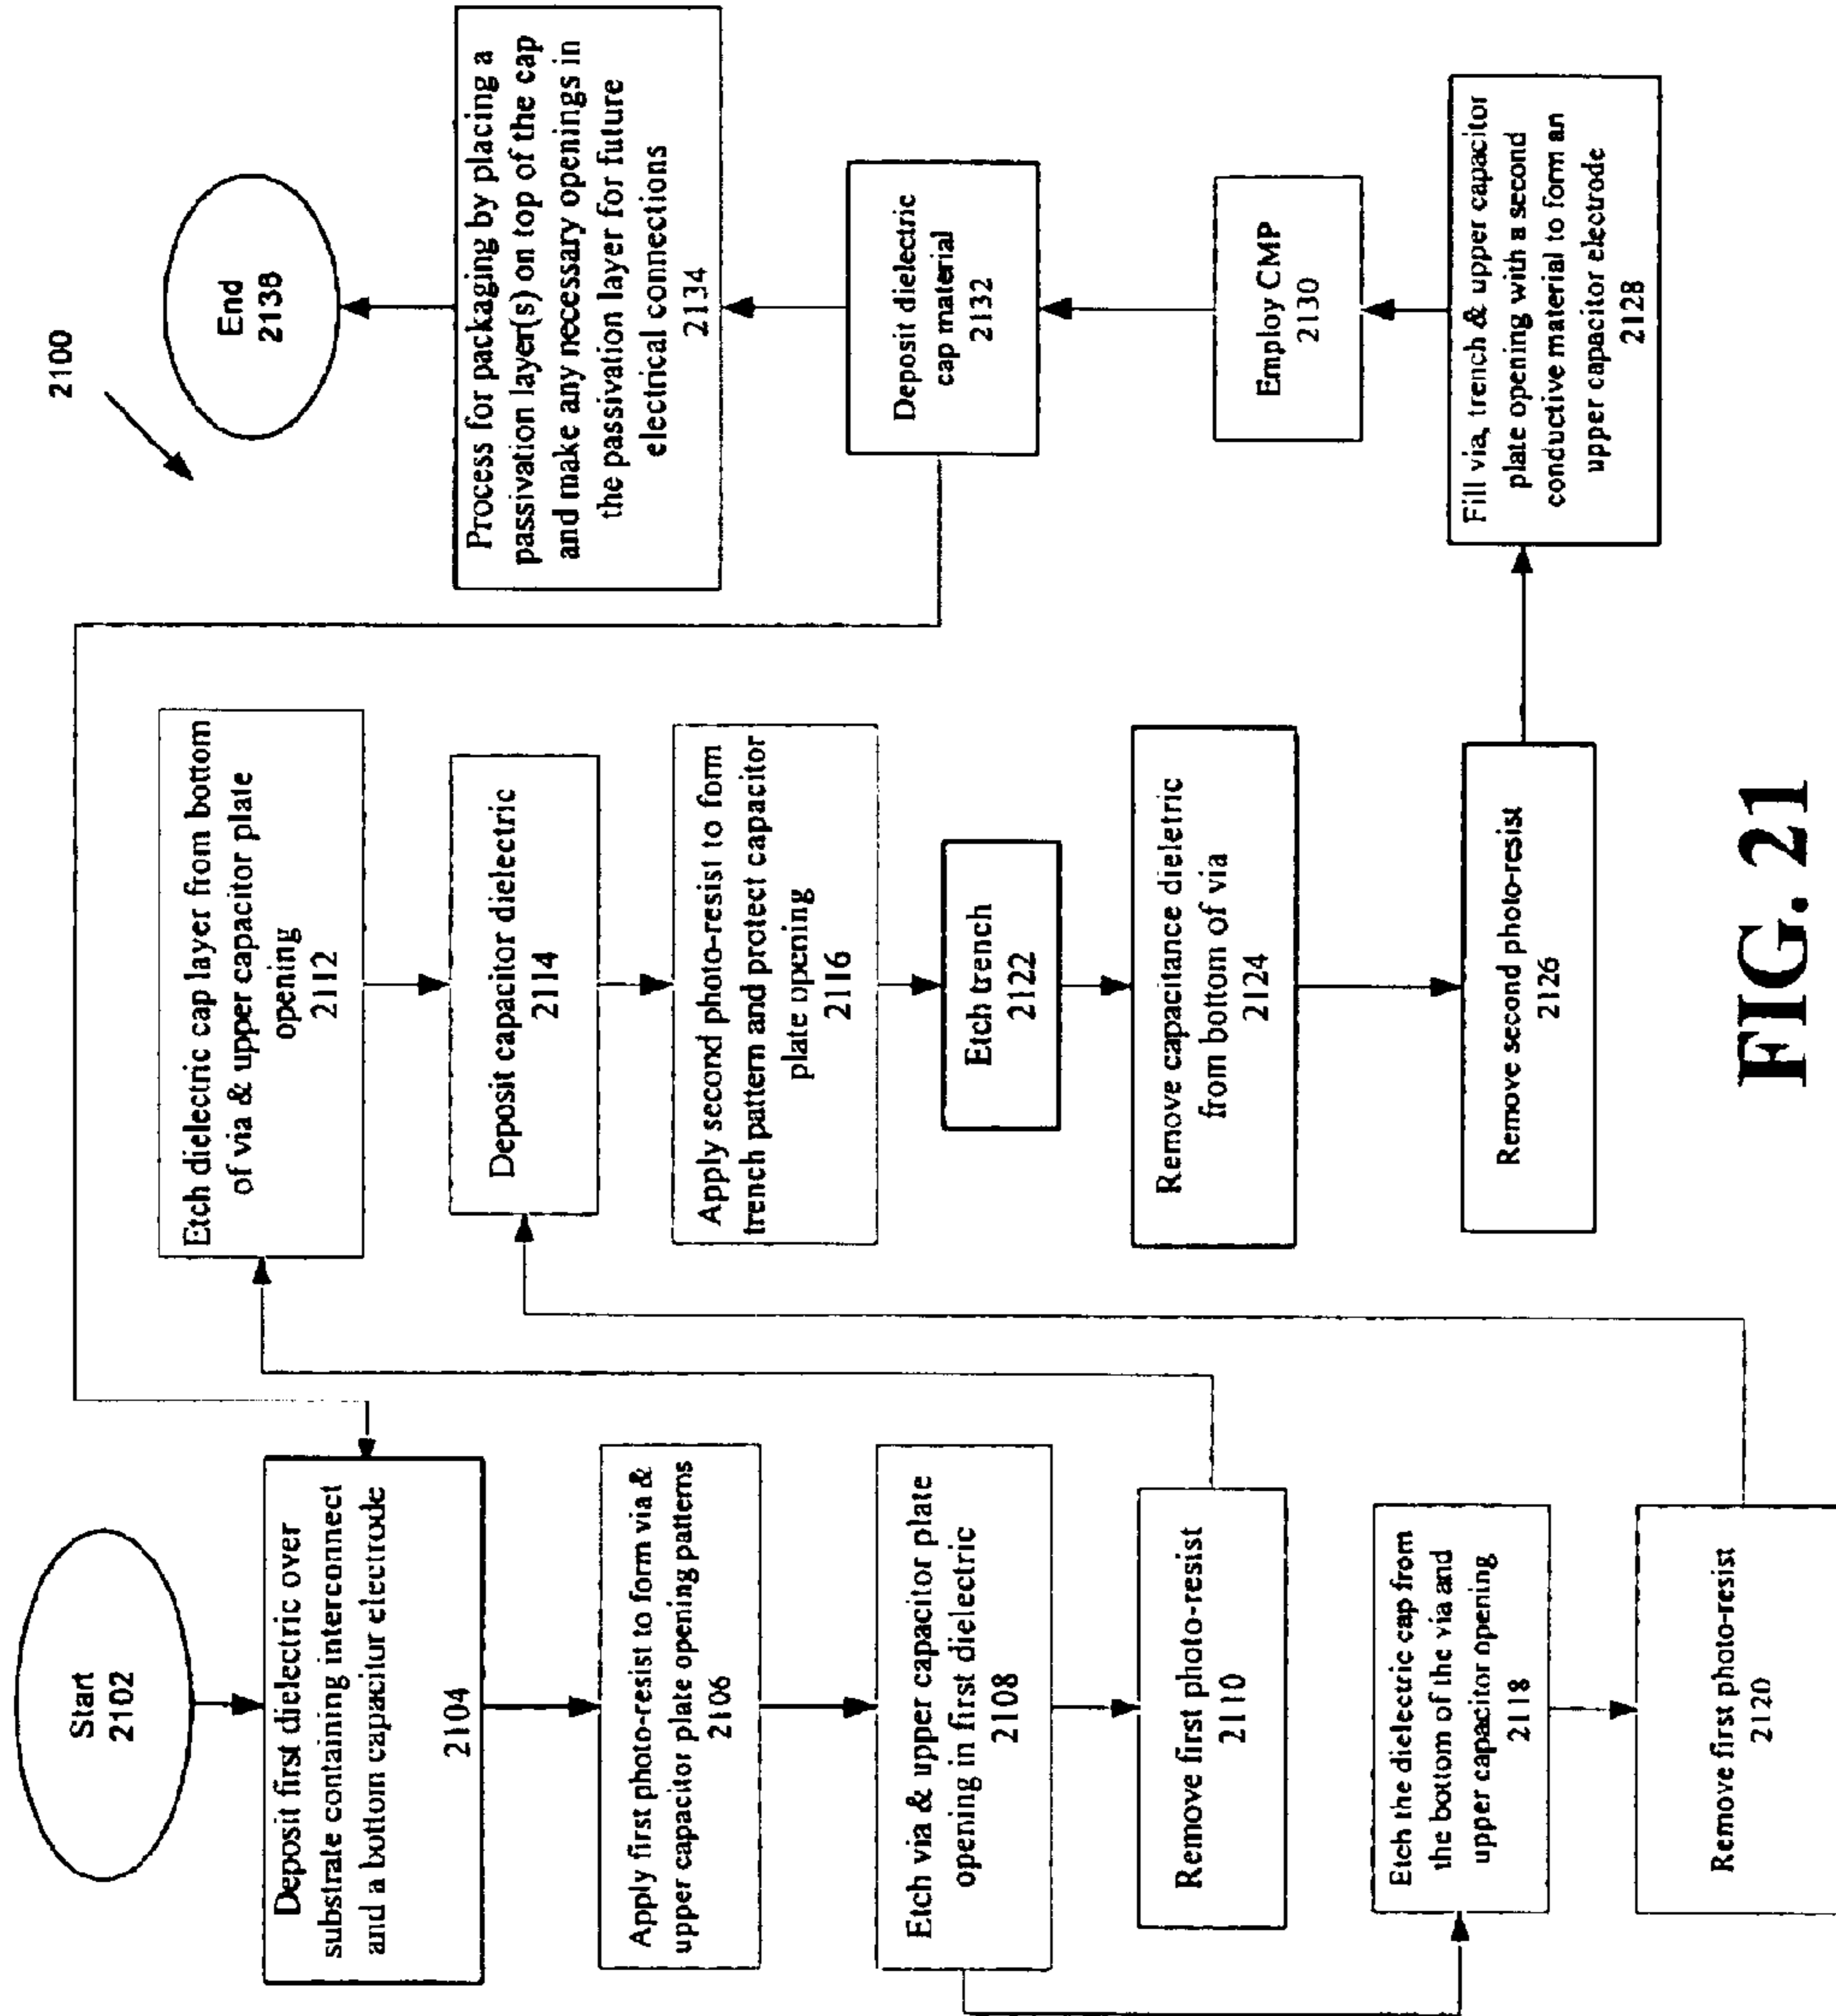 2100
Start
2102
Deposit first dielectric over
substrate containing interconnect
and a bottom capacitur electrode
2104
Apply first photo-resist to form via &
upper capacitor plate opening patterns
2106
Etch via & upper capacitor plate
opening in first dielectric
2108
Remove first photo-resist
2110
Etch the dielectric cap from
the bottom of the via and
upper capacitor opening
2118
Remove first photo-resist
2120
Etch dielectric cap layer from bottom
of via & upper capacitor plate
opening
2112
Deposit capacitor dielectric
2114
Apply second photo-resist to form
trench pattern and protect capacitor
plate opening
2116
Etch trench
2122
Remove capacitance dieletric
from bottom of via
2124
Remove second photo-resist
2126
Fill via, trench & upper capacitor
plate opening with a second
conductive material to form an
upper capacitor electrode
2128
Employ CMP
2130
Deposit dielectric
cap material
2132
Process for packaging by placing a
passivation layer(s) on top of the cap
and make any necessary openings in
the passivation layer for future
electrical connections
2134
End
2138
FIG. 21